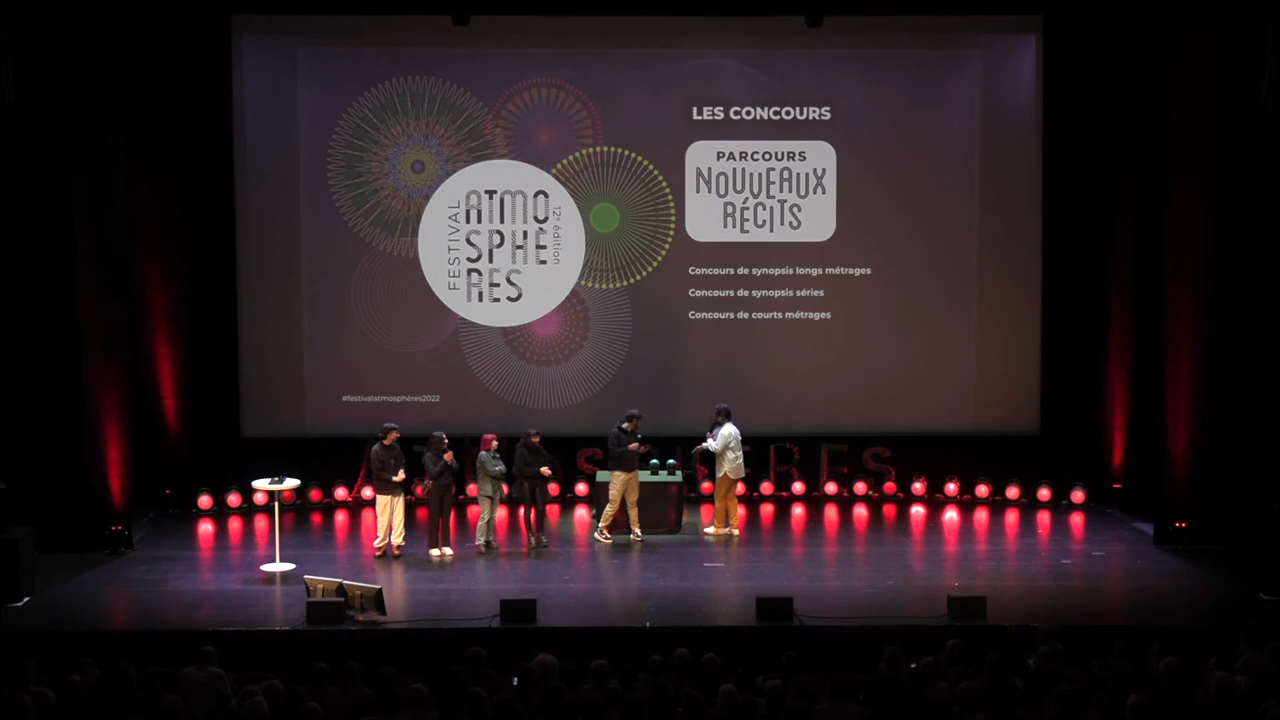 FESTIVAL
ATMO
SPHÈ
RES
12e édition
LES CONCOURS
PARCOURS
NOUVEAUX
RÉCITS
Concours de synopsis longs métrages
Concours de synopsis séries
Concours de courts métrages
#festivalatmosphères2022
ATMOSPHERES